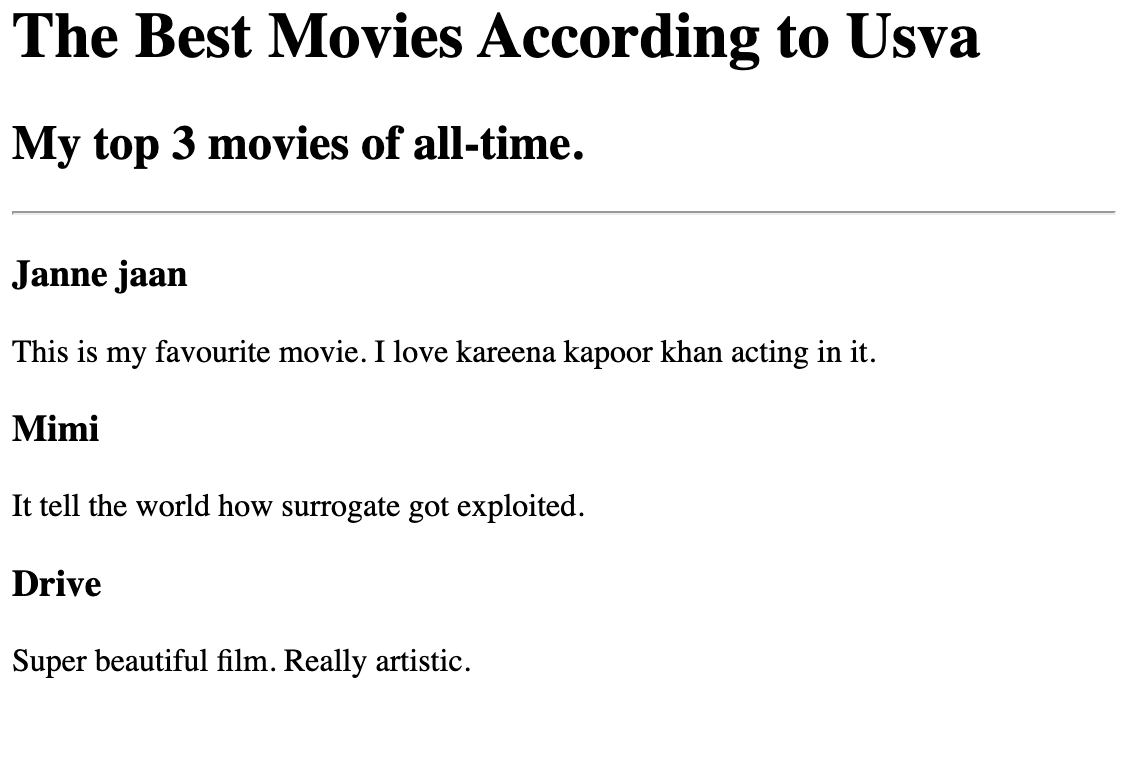 The Best Movies According to Usva
My top 3 movies of all-time.
Janne jaan
This is my favourite movie. I love kareena kapoor khan acting in it.
Mimi
It tell the world how surrogate got exploited.
Drive
Super beautiful film. Really artistic.